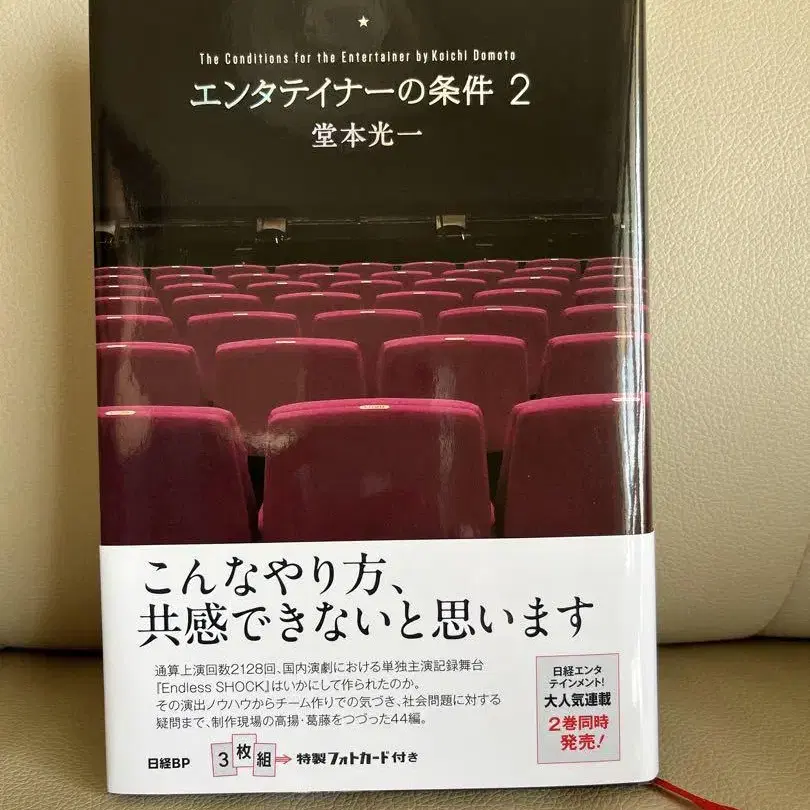 The Conditions for the Entertainer by Koichi Domoto
エンタテイナーの条件 2
堂本光一
こんなやり方、
共感できないと思います
通算上演回数2128回、国内演劇における単独主演記録舞台
『Endless SHOCK』はいかにして作られたのか。
その演出ノウハウからチーム作りでの気づき、社会問題に対する
疑問まで、制作現場の高揚・葛藤をつづった44編。
日経BP
3枚組→特製フォトカード付き
日経エンタ
テインメント!
大人気連載
2巻同時
発売!